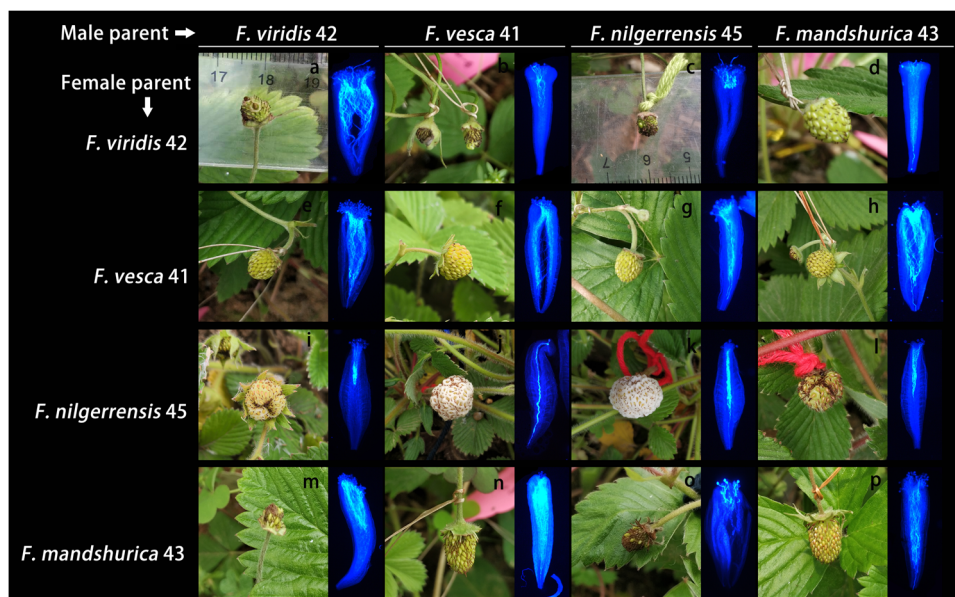 Male parent → F. viridis 42 F. vesca 41 F. nilgerrensis 45 F. mandshurica 43
Female parent ↓
a b c d
17 18 19
7 6 5
F. viridis 42
e f g h
F. vesca 41
i j k l
F. nilgerrensis 45
m n o p
F. mandshurica 43